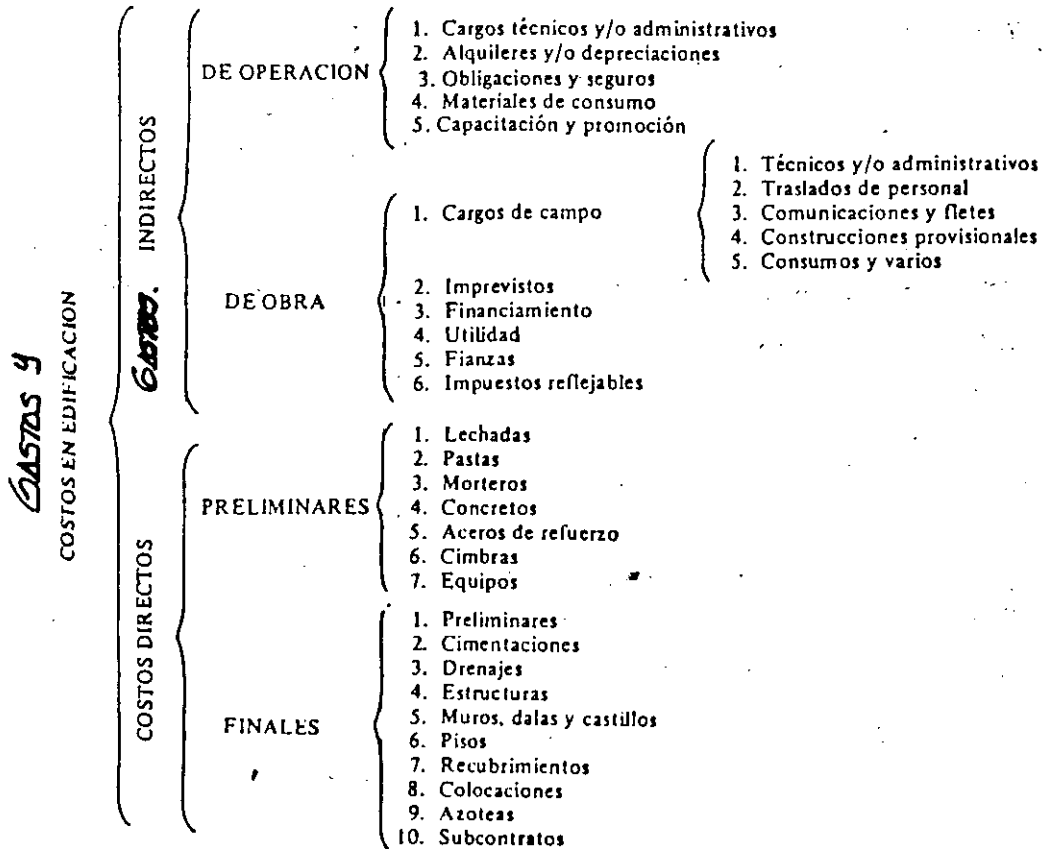 GASTOS Y
COSTOS EN EDIFICACION
GASTOS. INDIRECTOS
DE OPERACION
1. Cargos técnicos y/o administrativos
2. Alquileres y/o depreciaciones
3. Obligaciones y seguros
4. Materiales de consumo
5. Capacitación y promoción
DE OBRA
1. Cargos de campo
1. Técnicos y/o administrativos
2. Traslados de personal
3. Comunicaciones y fletes
4. Construcciones provisionales
5. Consumos y varios
2. Imprevistos
3. Financiamiento
4. Utilidad
5. Fianzas
6. Impuestos reflejables
COSTOS DIRECTOS
PRELIMINARES
1. Lechadas
2. Pastas
3. Morteros
4. Concretos
5. Aceros de refuerzo
6. Cimbras
7. Equipos
FINALES
1. Preliminares
2. Cimentaciones
3. Drenajes
4. Estructuras
5. Muros, dalas y castillos
6. Pisos
7. Recubrimientos
8. Colocaciones
9. Azoteas
10. Subcontratos